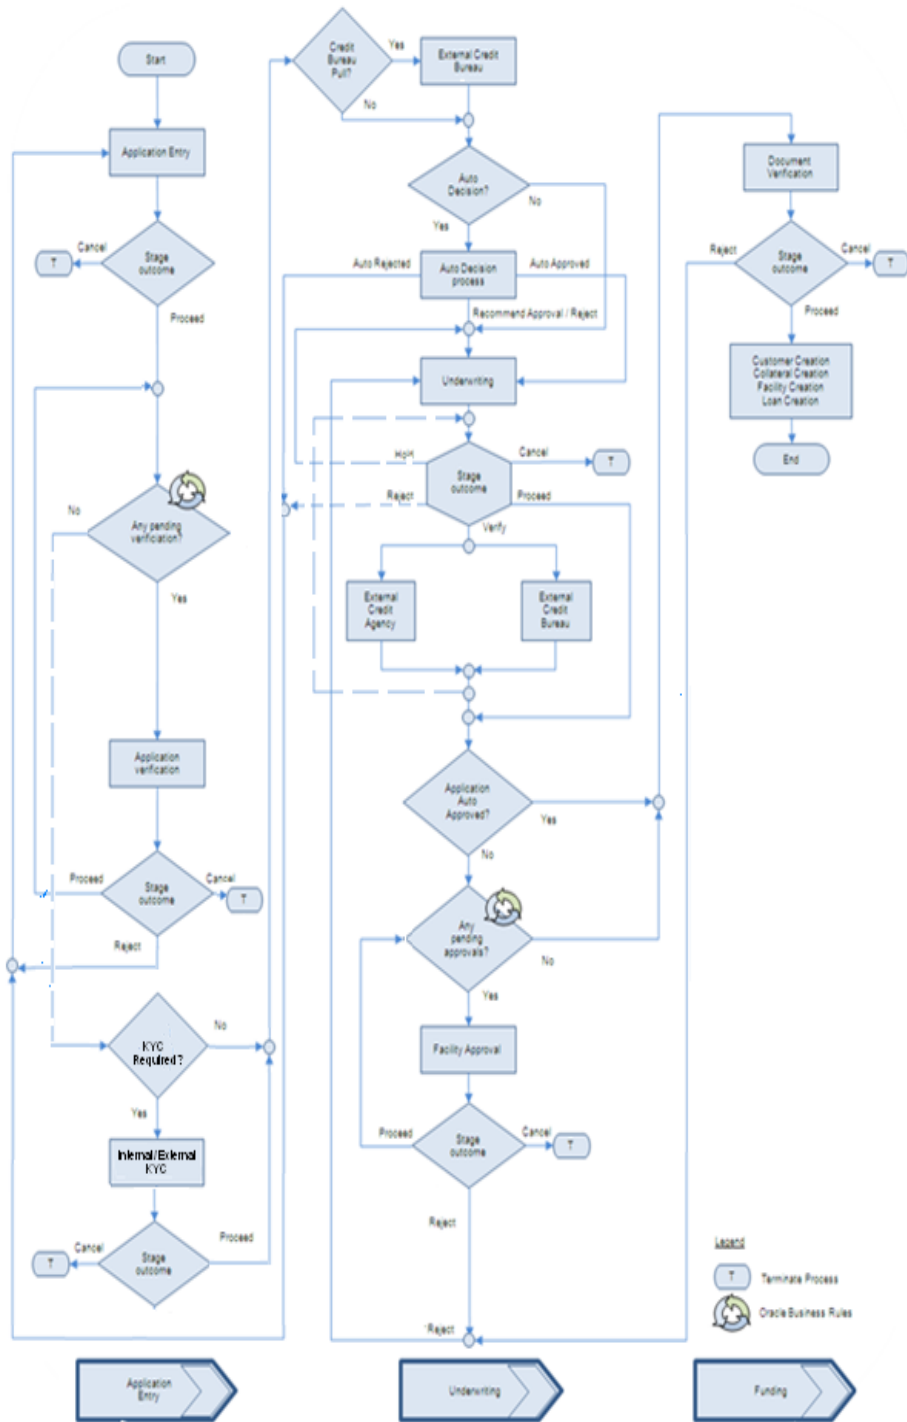 Start
Application Entry
Stage
outcome
Cancel
T
Proceed
Any pending
verificiation?
No
Yes
Application
verification
Stage
outcome
Proceed
Cancel
T
Reject
KYC
Required?
No
Yes
Internal/External
KYC
Stage
outcome
Cancel
T
Proceed
Credit
Bureau
Pull?
Yes
External Credit
Bureau
No
Auto
Decision?
No
Yes
Auto Rejected
Auto Decision
process
Auto Approved
Recommend Approval / Reject
Underwriting
Hold
Stage
outcome
Cancel
T
Reject
Proceed
Verify
External
Credit
Agency
External
Credit
Bureau
Application
Auto
Approved?
Yes
No
Any
pending
approvals?
No
Yes
Facility Approval
Proceed
Stage
outcome
Cancel
T
Reject
Reject
Document
Verification
Reject
Stage
outcome
Cancel
T
Proceed
Customer Creation
Collateral Creation
Facility Creation
Loan Creation
End
Legend
T
Terminate Process
Oracle Business Rules
Application
Entry
Underwriting
Funding